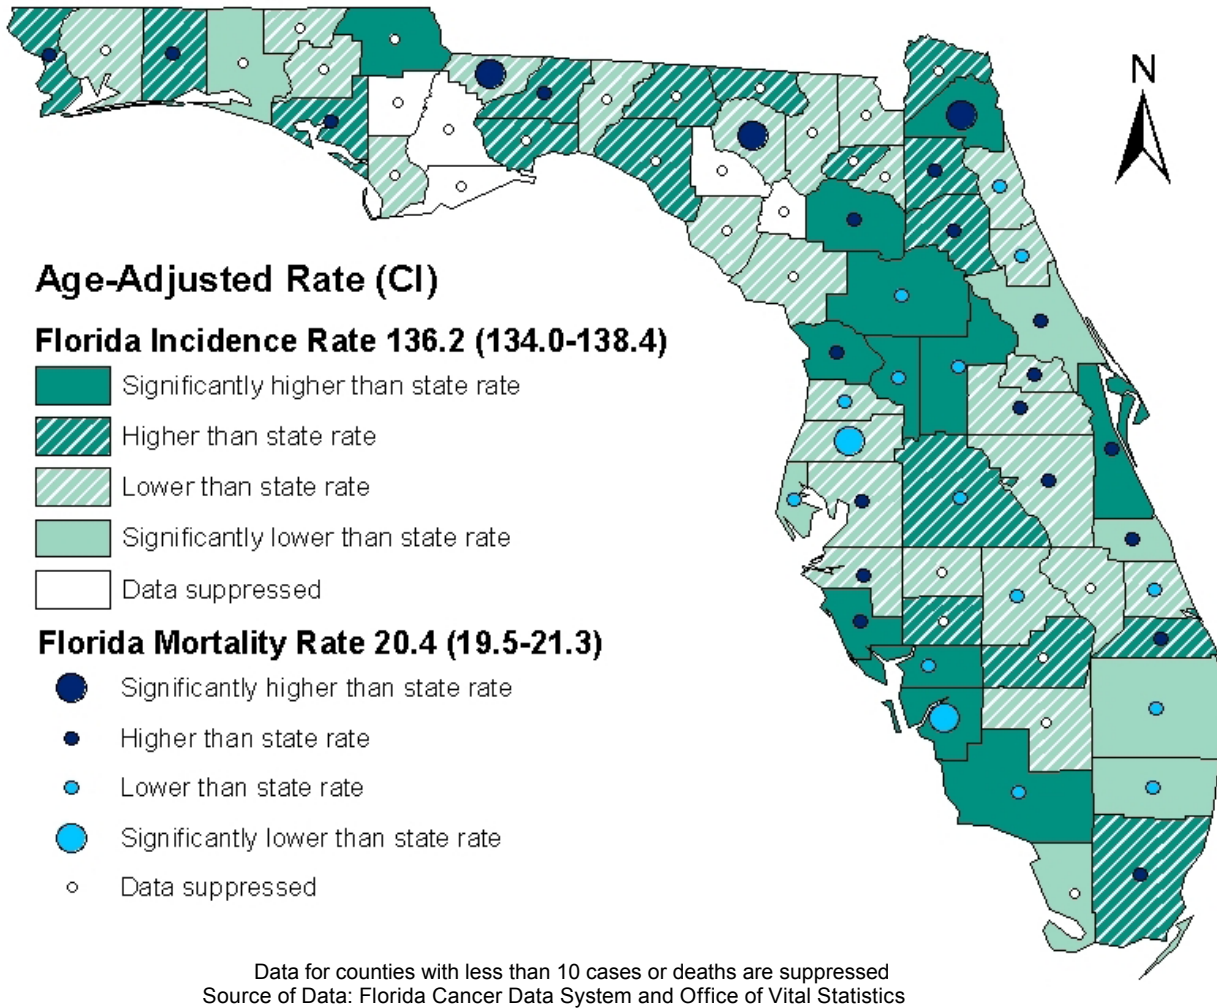 N
Age-Adjusted Rate (CI)
Florida Incidence Rate 136.2 (134.0-138.4)
Significantly higher than state rate
Higher than state rate
Lower than state rate
Significantly lower than state rate
Data suppressed
Florida Mortality Rate 20.4 (19.5-21.3)
Significantly higher than state rate
Higher than state rate
Lower than state rate
Significantly lower than state rate
Data suppressed
Data for counties with less than 10 cases or deaths are suppressed
Source of Data: Florida Cancer Data System and Office of Vital Statistics